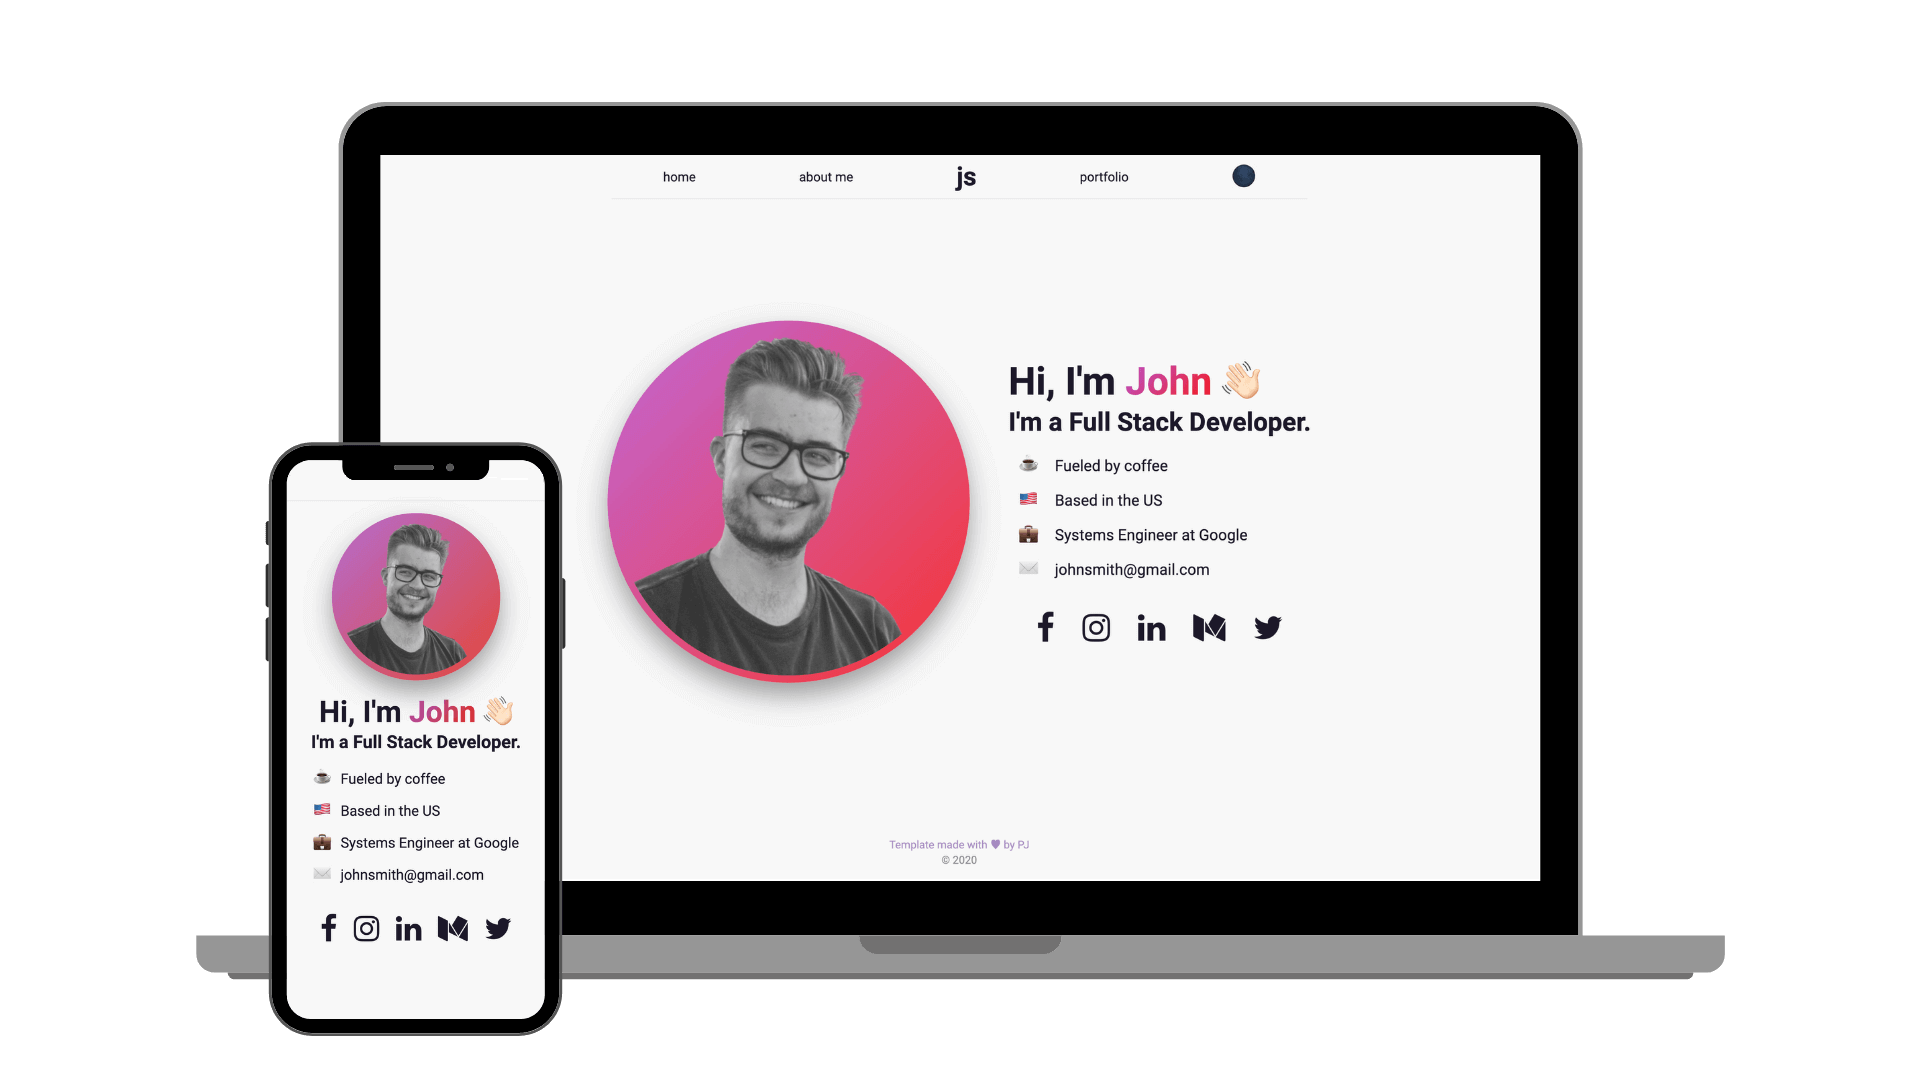 home about me js portfolio
Hi, I'm John 👋🏻
I'm a Full Stack Developer.
☕ Fueled by coffee
🇺🇸 Based in the US
💼 Systems Engineer at Google
✉️ johnsmith@gmail.com
Template made with 💜 by PJ
© 2020
Hi, I'm John 👋🏻
I'm a Full Stack Developer.
☕ Fueled by coffee
🇺🇸 Based in the US
💼 Systems Engineer at Google
✉️ johnsmith@gmail.com